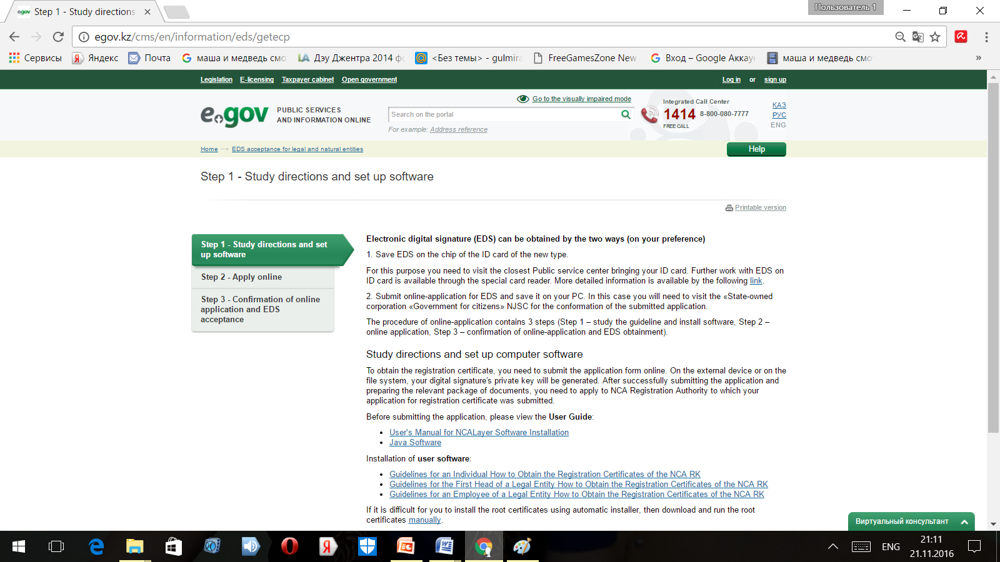 egov Step 1 - Study directions
Пользователь 1
egov.kz/cms/en/information/eds/getecp
Сервисы Яндекс Почта маша и медведь смо Дэу Джентра 2014 фо <Без темы> - gulmira FreeGamesZone New Вход – Google Аккаун маша и медведь смо »
Legislation E-licensing Taxpayer cabinet Open government Log in or sign up
Go to the visually impaired mode
e.gov PUBLIC SERVICES
AND INFORMATION ONLINE
Search on the portal
For example: Address reference
Integrated Call Center
1414 8-800-080-7777
FREE CALL
ҚАЗ
РУС
ENG
Home → EDS acceptance for legal and natural entities
Help
Step 1 - Study directions and set up software
Printable version
Step 1 - Study directions and set
up software
Step 2 - Apply online
Step 3 - Confirmation of online
application and EDS
acceptance
Electronic digital signature (EDS) can be obtained by the two ways (on your preference)
1. Save EDS on the chip of the ID card of the new type.
For this purpose you need to visit the closest Public service center bringing your ID card. Further work with EDS on
ID card is available through the special card reader. More detailed information is available by the following link.
2. Submit online-application for EDS and save it on your PC. In this case you will need to visit the «State-owned
corporation «Government for citizens» NJSC for the conformation of the submitted application.
The procedure of online-application contains 3 steps (Step 1 – study the guideline and install software, Step 2 –
online application, Step 3 – confirmation of online-application and EDS obtainment).
Study directions and set up computer software
To obtain the registration certificate, you need to submit the application form online. On the external device or on the
file system, your digital signature's private key will be generated. After successfully submitting the application and
preparing the relevant package of documents, you need to apply to NCA Registration Authority to which your
application for registration certificate was submitted.
Before submitting the application, please view the User Guide:
• User's Manual for NCALayer Software Installation
• Java Software
Installation of user software:
• Guidelines for an Individual How to Obtain the Registration Certificates of the NCA RK
• Guidelines for the First Head of a Legal Entity How to Obtain the Registration Certificates of the NCA RK
• Guidelines for an Employee of a Legal Entity How to Obtain the Registration Certificates of the NCA RK
If it is difficult for you to install the root certificates using automatic installer, then download and run the root
certificates manually.
Виртуальный консультант
ENG
21:11
21.11.2016